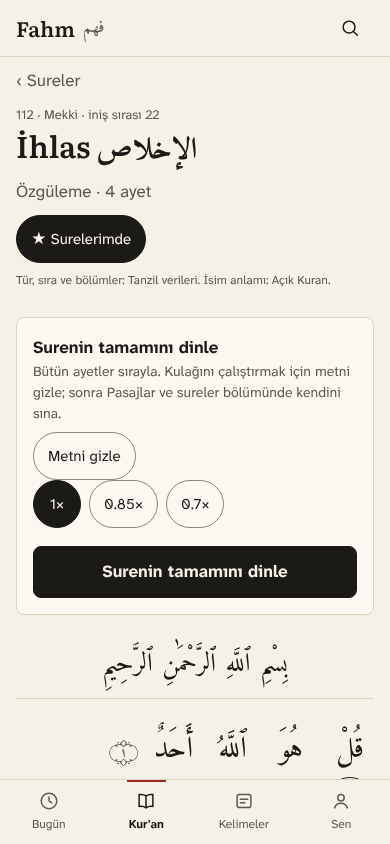 Fahm فهم
‹ Sureler
112 · Mekki · iniş sırası 22
İhlas الإخلاص
Özgüleme · 4 ayet
★ Surelerimde
Tür, sıra ve bölümler: Tanzil verileri. İsim anlamı: Açık Kuran.
Surenin tamamını dinle
Bütün ayetler sırayla. Kulağını çalıştırmak için metni
gizle; sonra Pasajlar ve sureler bölümünde kendini
sına.
Metni gizle
1× 0.85× 0.7×
Surenin tamamını dinle
بِسْمِ ٱللَّهِ ٱلرَّحْمَٰنِ ٱلرَّحِيمِ
قُلْ هُوَ ٱللَّهُ أَحَدٌ ١
Bugün Kur'an Kelimeler Sen